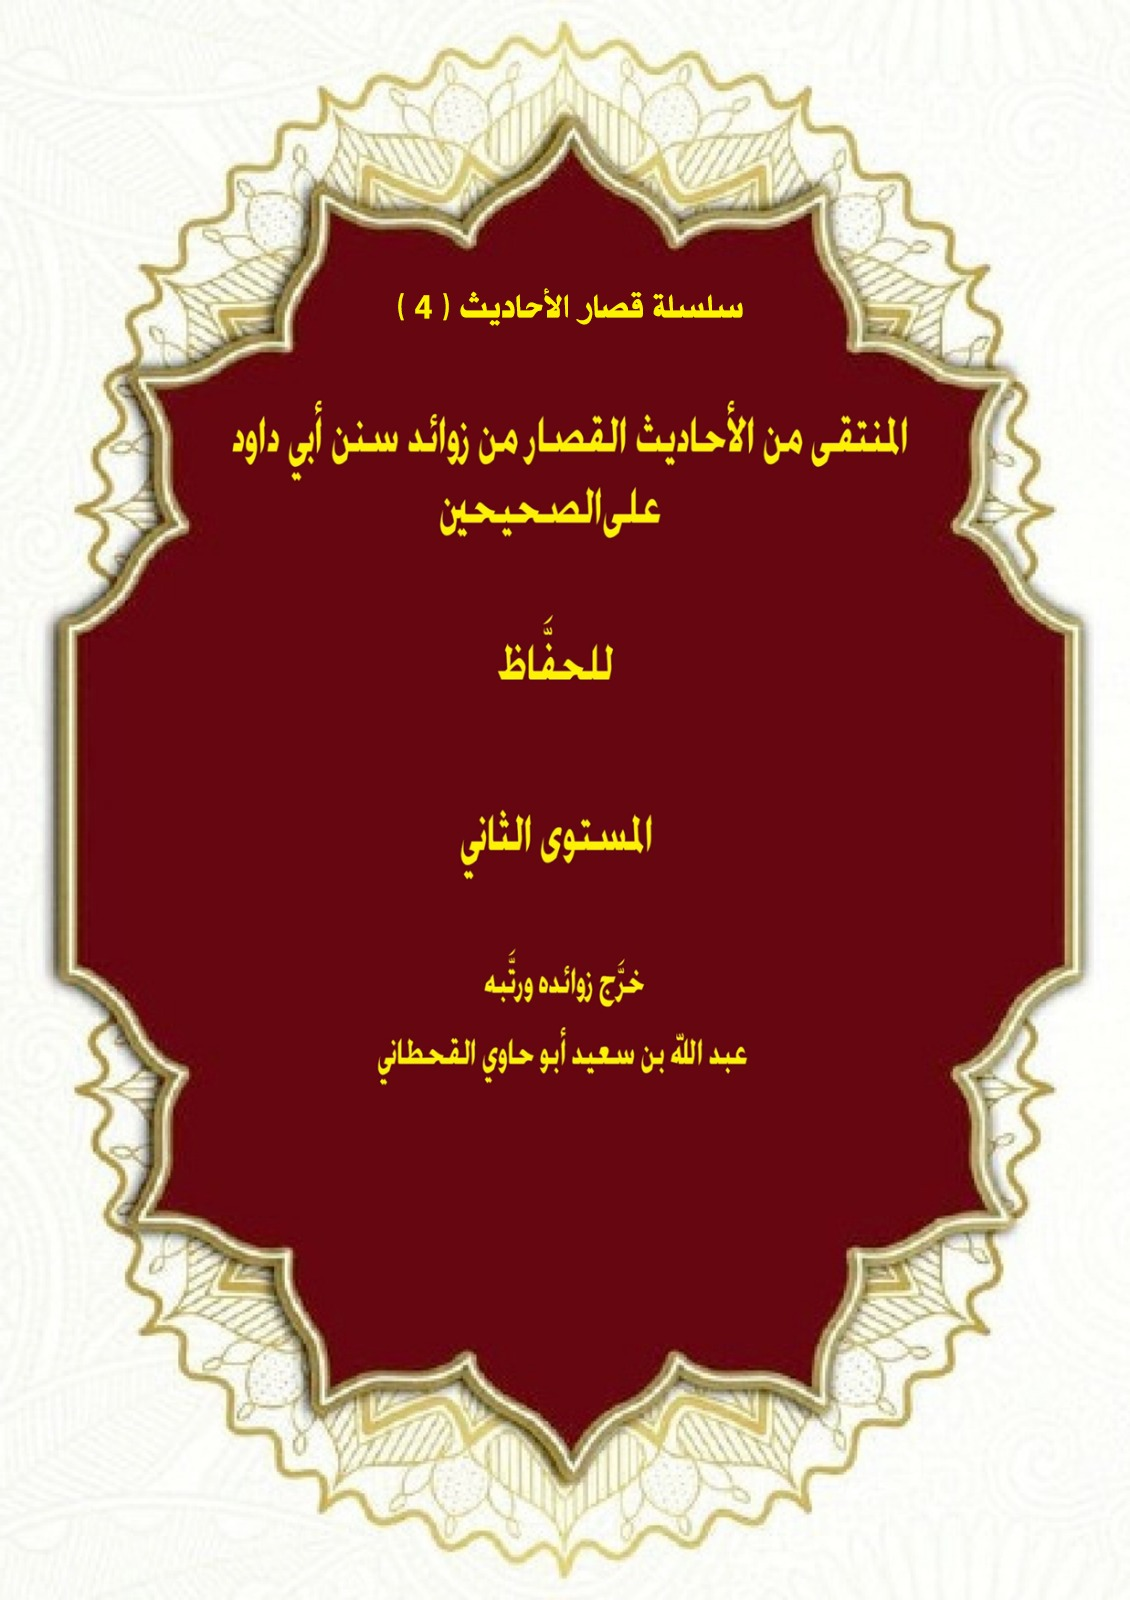 سلسلة قصار الأحاديث ( 4 )
المنتقى من الأحاديث القصار من زوائد سنن أبي داود
على الصحيحين
للحفَّاظ
المستوى الثاني
خرَّج زوائده ورتَّبه
عبد الله بن سعيد أبو حاوي القحطاني